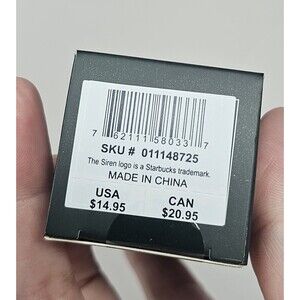 7 62111 58033 7
SKU # 011148725
The Siren logo is a Starbucks trademark.
MADE IN CHINA
USA CAN
$14.95 $20.95